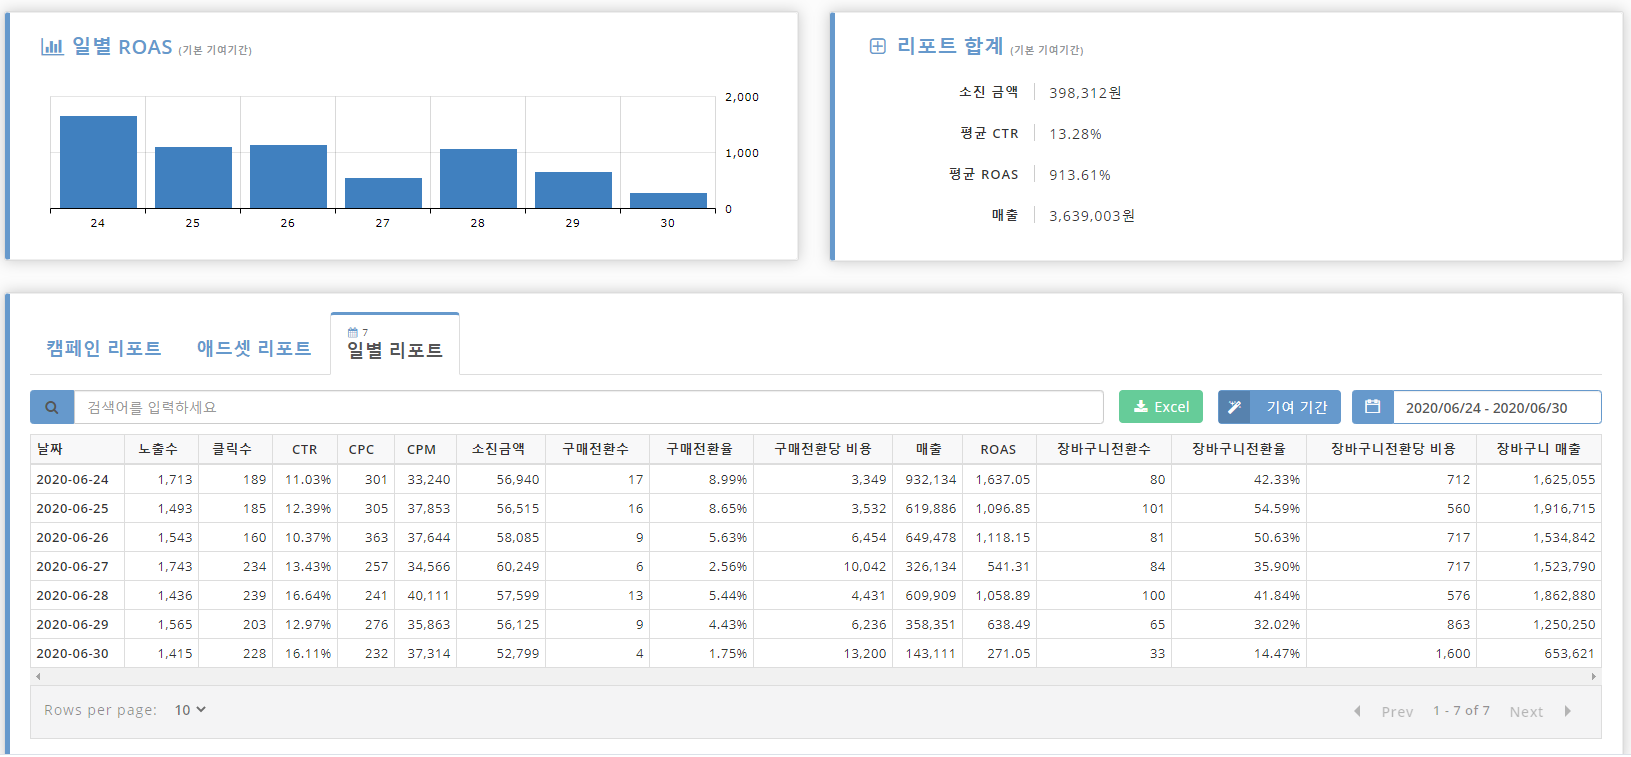 일별 ROAS (기본 기여기간)
2,000
1,000
0
24 25 26 27 28 29 30
리포트 합계 (기본 기여기간)
소진 금액 398,312원
평균 CTR 13.28%
평균 ROAS 913.61%
매출 3,639,003원
캠페인 리포트 애드셋 리포트 7 일별 리포트
검색어를 입력하세요 Excel 기여 기간 2020/06/24 - 2020/06/30
날짜 노출수 클릭수 CTR CPC CPM 소진금액 구매전환수 구매전환율 구매전환당 비용 매출 ROAS 장바구니전환수 장바구니전환율 장바구니전환당 비용 장바구니 매출
2020-06-24 1,713 189 11.03% 301 33,240 56,940 17 8.99% 3,349 932,134 1,637.05 80 42.33% 712 1,625,055
2020-06-25 1,493 185 12.39% 305 37,853 56,515 16 8.65% 3,532 619,886 1,096.85 101 54.59% 560 1,916,715
2020-06-26 1,543 160 10.37% 363 37,644 58,085 9 5.63% 6,454 649,478 1,118.15 81 50.63% 717 1,534,842
2020-06-27 1,743 234 13.43% 257 34,566 60,249 6 2.56% 10,042 326,134 541.31 84 35.90% 717 1,523,790
2020-06-28 1,436 239 16.64% 241 40,111 57,599 13 5.44% 4,431 609,909 1,058.89 100 41.84% 576 1,862,880
2020-06-29 1,565 203 12.97% 276 35,863 56,125 9 4.43% 6,236 358,351 638.49 65 32.02% 863 1,250,250
2020-06-30 1,415 228 16.11% 232 37,314 52,799 4 1.75% 13,200 143,111 271.05 33 14.47% 1,600 653,621
Rows per page: 10 Prev 1 - 7 of 7 Next